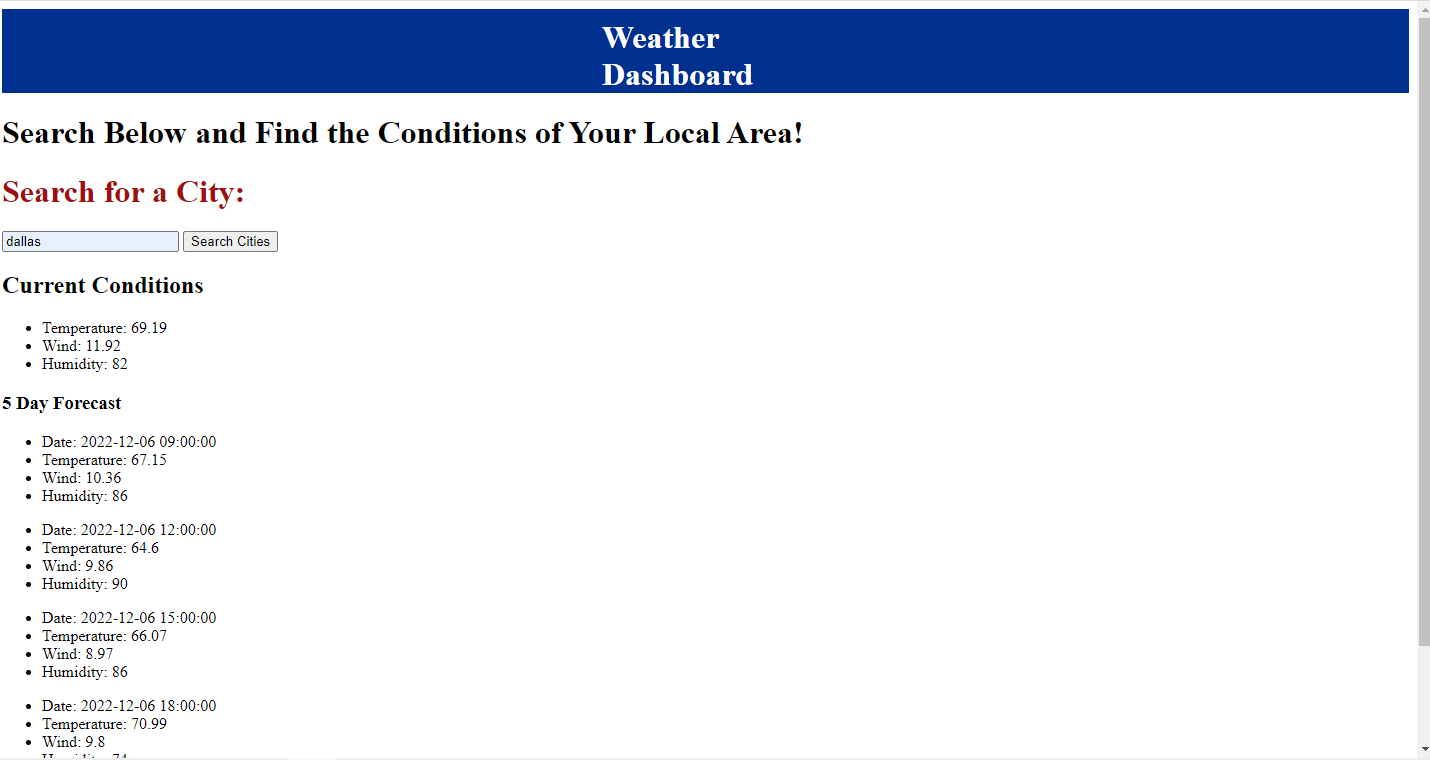 Weather
Dashboard
Search Below and Find the Conditions of Your Local Area!
Search for a City:
dallas Search Cities
Current Conditions
Temperature: 69.19
Wind: 11.92
Humidity: 82
5 Day Forecast
Date: 2022-12-06 09:00:00
Temperature: 67.15
Wind: 10.36
Humidity: 86
Date: 2022-12-06 12:00:00
Temperature: 64.6
Wind: 9.86
Humidity: 90
Date: 2022-12-06 15:00:00
Temperature: 66.07
Wind: 8.97
Humidity: 86
Date: 2022-12-06 18:00:00
Temperature: 70.99
Wind: 9.8
Humidity: 74